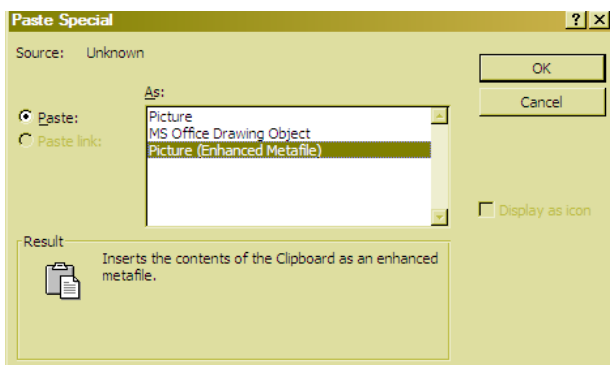 Paste Special
Source: Unknown
OK
Cancel
As:
Paste:
Paste link:
Picture
MS Office Drawing Object
Picture (Enhanced Metafile)
Display as icon
Result
Inserts the contents of the Clipboard as an enhanced
metafile.